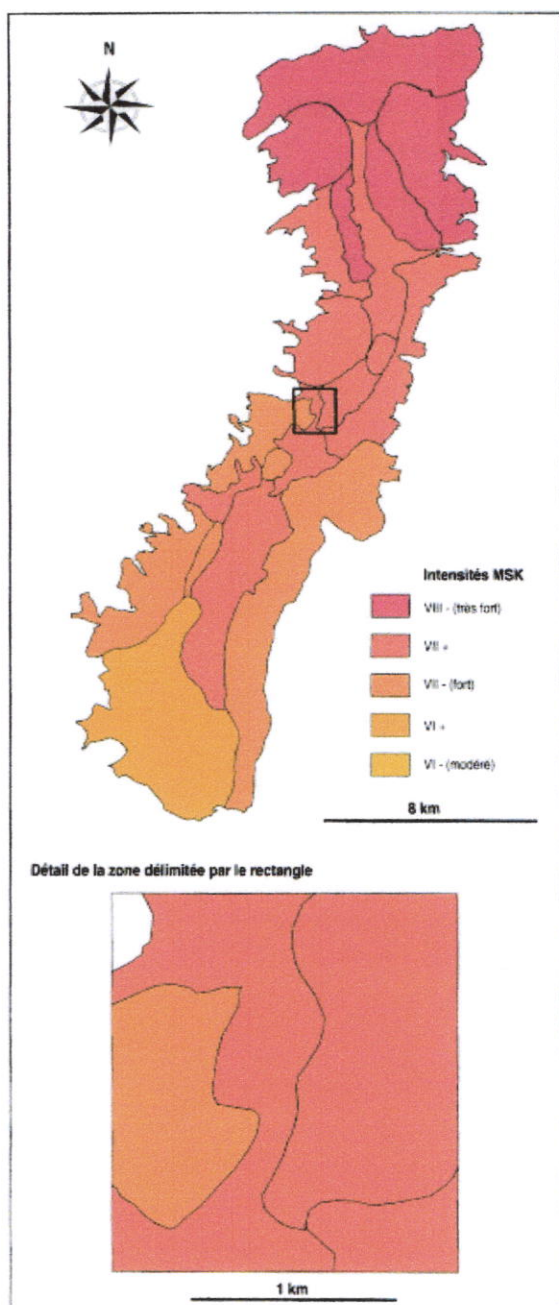 N
Intensités MSK
VIII - (très fort)
VII +
VII - (fort)
VI +
VI - (modéré)
8 km
Détail de la zone délimitée par le rectangle
1 km